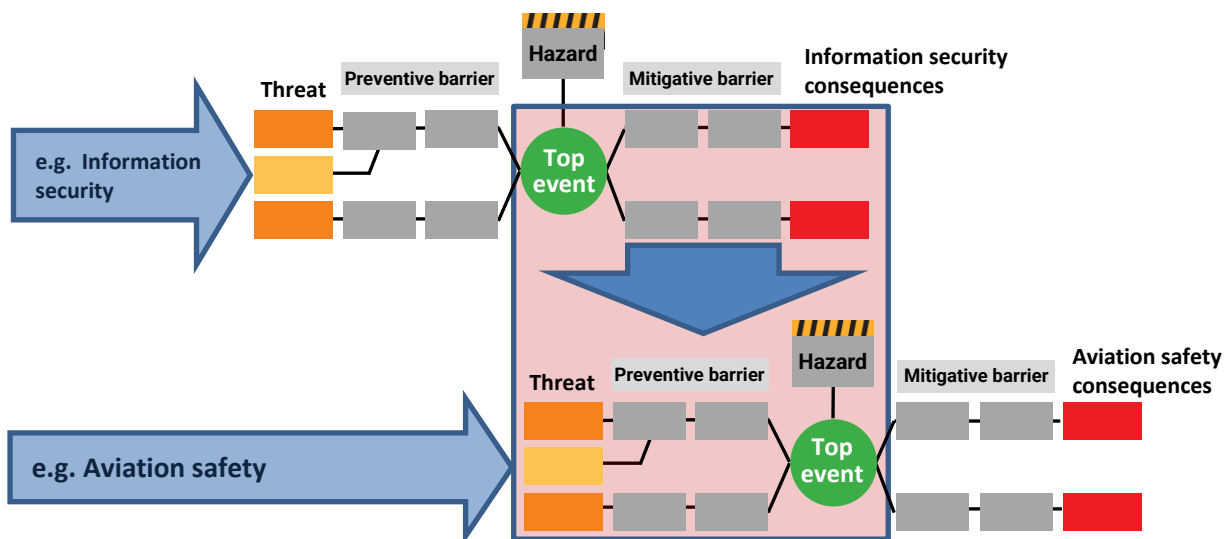 Hazard
Information security
consequences
Preventive barrier
Mitigative barrier
Threat
e.g. Information
security
Top
event
Hazard
Aviation safety
consequences
Preventive barrier
Mitigative barrier
Threat
e.g. Aviation safety
Top
event